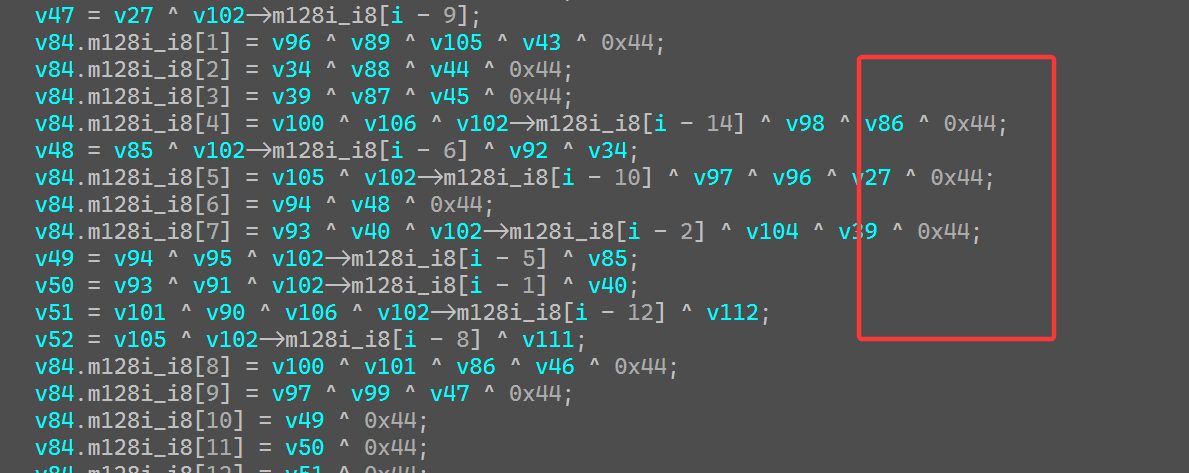 v47 = v27 ^ v102->m128i_i8[i - 9];
v84.m128i_i8[1] = v96 ^ v89 ^ v105 ^ v43 ^ 0x44;
v84.m128i_i8[2] = v34 ^ v88 ^ v44 ^ 0x44;
v84.m128i_i8[3] = v39 ^ v87 ^ v45 ^ 0x44;
v84.m128i_i8[4] = v100 ^ v106 ^ v102->m128i_i8[i - 14] ^ v98 ^ v86 ^ 0x44;
v48 = v85 ^ v102->m128i_i8[i - 6] ^ v92 ^ v34;
v84.m128i_i8[5] = v105 ^ v102->m128i_i8[i - 10] ^ v97 ^ v96 ^ v27 ^ 0x44;
v84.m128i_i8[6] = v94 ^ v48 ^ 0x44;
v84.m128i_i8[7] = v93 ^ v40 ^ v102->m128i_i8[i - 2] ^ v104 ^ v39 ^ 0x44;
v49 = v94 ^ v95 ^ v102->m128i_i8[i - 5] ^ v85;
v50 = v93 ^ v91 ^ v102->m128i_i8[i - 1] ^ v40;
v51 = v101 ^ v90 ^ v106 ^ v102->m128i_i8[i - 12] ^ v112;
v52 = v105 ^ v102->m128i_i8[i - 8] ^ v111;
v84.m128i_i8[8] = v100 ^ v101 ^ v86 ^ v46 ^ 0x44;
v84.m128i_i8[9] = v97 ^ v99 ^ v47 ^ 0x44;
v84.m128i_i8[10] = v49 ^ 0x44;
v84.m128i_i8[11] = v50 ^ 0x44;
v84.m128i_i8[12] = v51 ^ 0x44;